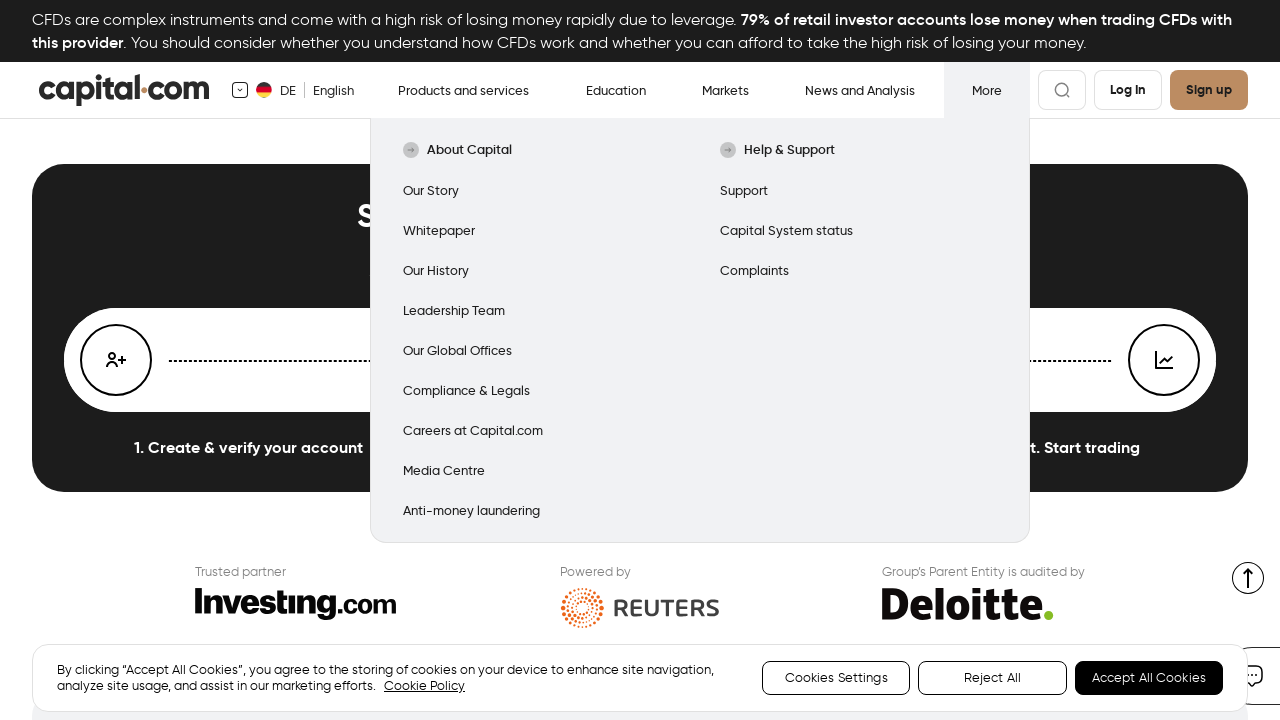 CFDs are complex instruments and come with a high risk of losing money rapidly due to leverage. 79% of retail investor accounts lose money when trading CFDs with
this provider. You should consider whether you understand how CFDs work and whether you can afford to take the high risk of losing your money.
capital.com
DE English
Products and services
Education
Markets
News and Analysis
More
Log In
Sign up
About Capital
Help & Support
Our Story
Support
Whitepaper
Capital System status
Our History
Complaints
Leadership Team
Our Global Offices
Compliance & Legals
Careers at Capital.com
Media Centre
Anti-money laundering
S
1. Create & verify your account
t. Start trading
Trusted partner
Investing.com
Powered by
REUTERS
Group's Parent Entity is audited by
Deloitte.
By clicking “Accept All Cookies”, you agree to the storing of cookies on your device to enhance site navigation,
analyze site usage, and assist in our marketing efforts. Cookie Policy
Cookies Settings
Reject All
Accept All Cookies